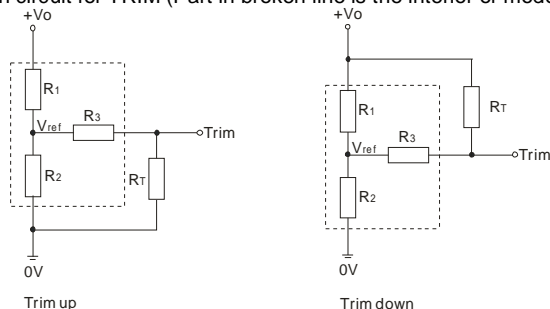 circuit for TRIM (Part in broken line is the interior of
+Vo
R1
Vref
R3
Trim
R2
RT
0V
Trim up
+Vo
R1
RT
Vref
R3
Trim
R2
0V
Trim down